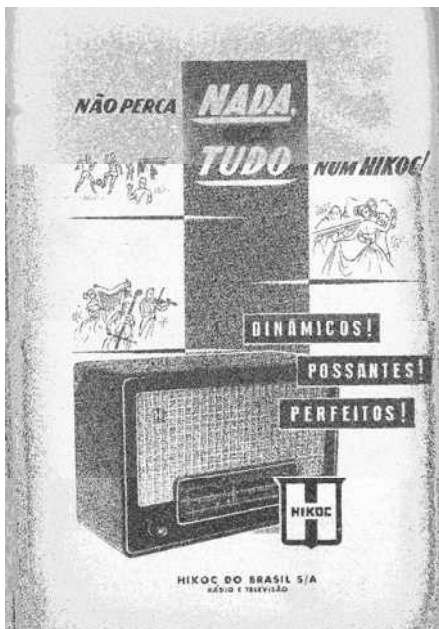 NÃO PERCA NADA,
TUDO NUM HIKOC!
DINÂMICOS!
POSSANTES!
PERFEITOS!
H
HIKOC
HIKOC DO BRASIL S/A
RÁDIO E TELEVISÃO